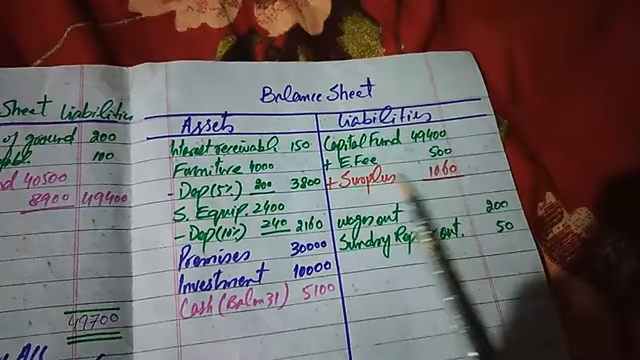 Sheet Liabilities
of ground 200
100
40500
8900 49400
49700
All
Balance Sheet
Assets
Interest receivable 150
Furniture 4000
- Dep (5%) 200 3800
S. Equip. 2400
- Dep (10%) 240 2160
Premises 30000
Investment 10000
Cash (Balm 31) 5100
Liabilities
Capital Fund 49400
+ E.Fee 500
+ Surplus 1060
wages out 200
Sundry Rep out. 50